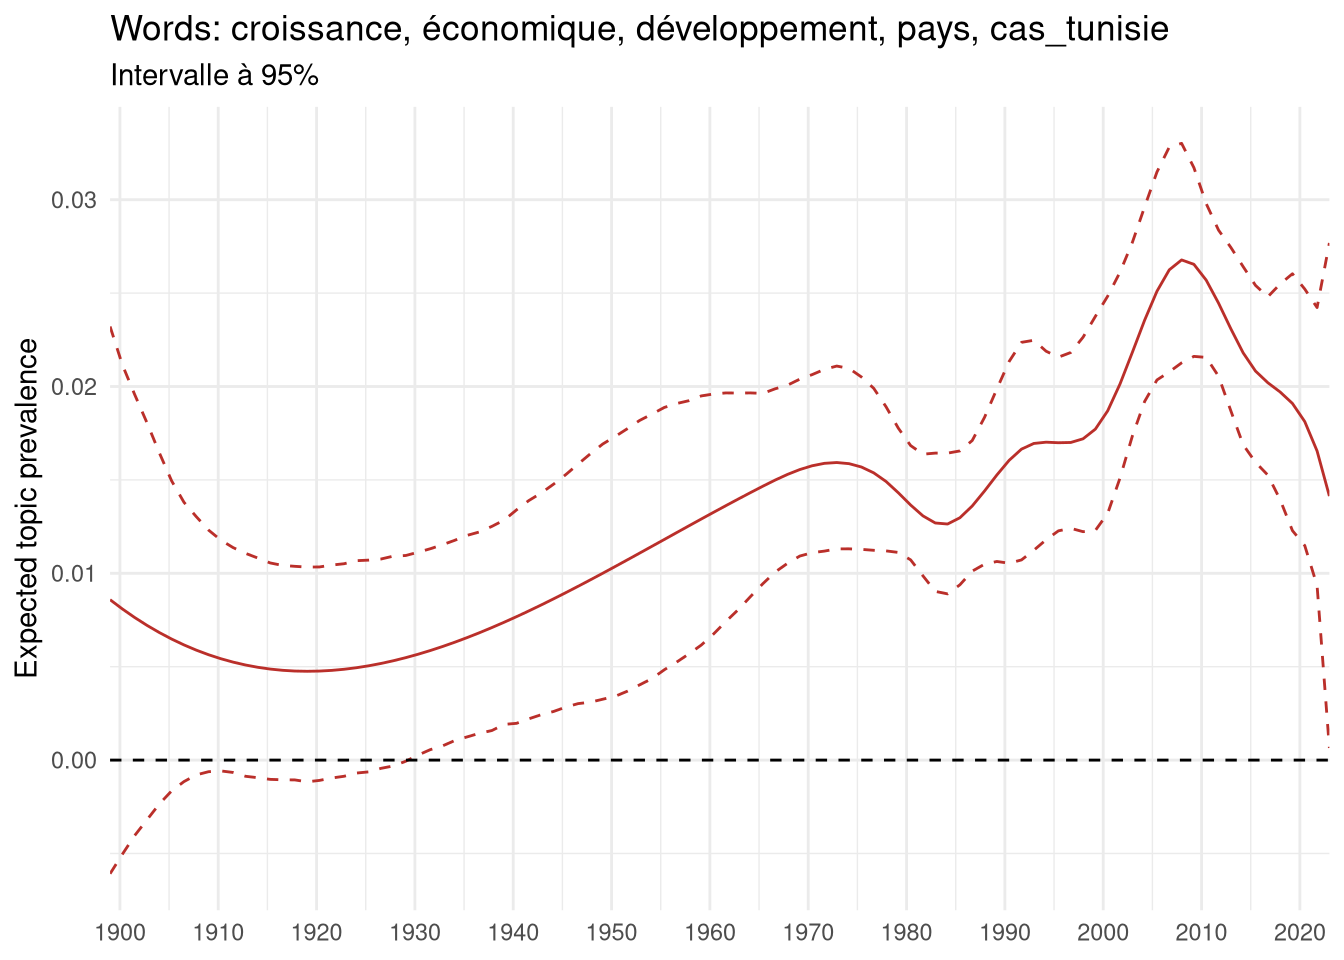 Words: croissance, économique, développement, pays, cas_tunisie
Intervalle à 95%
Expected topic prevalence
0.03
0.02
0.01
0.00
1900 1910 1920 1930 1940 1950 1960 1970 1980 1990 2000 2010 2020